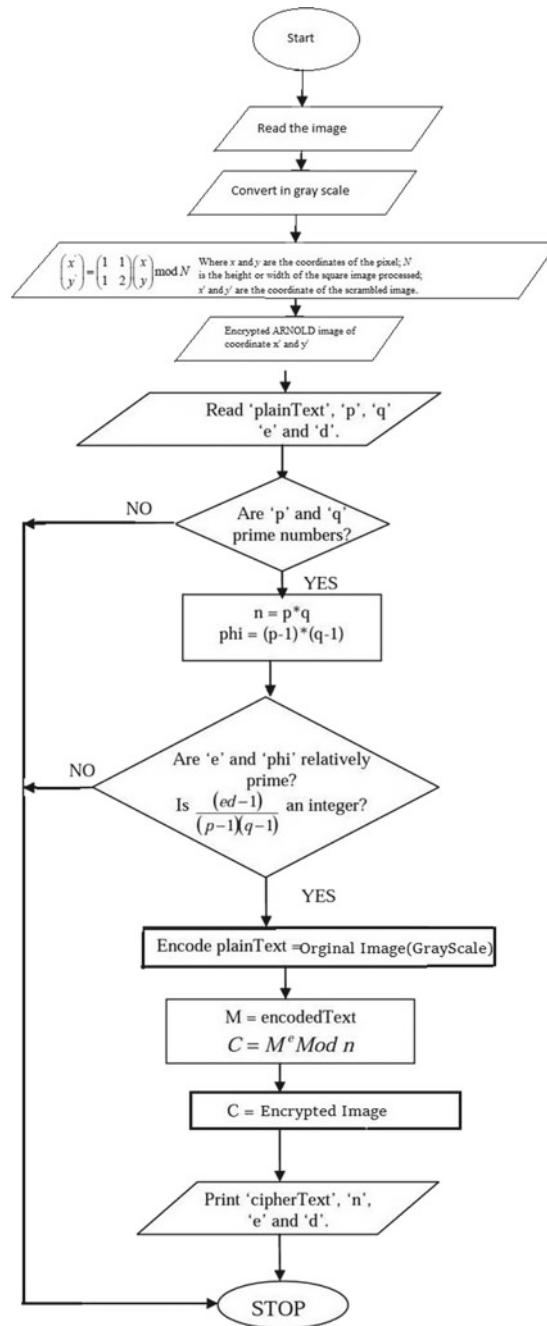 Start
Read the image
Convert in gray scale
(x' y') = (1 1 1 2) (x y) mod N
Where x and y are the coordinates of the pixel; N
is the height or width of the square image processed;
x' and y' are the coordinate of the scrambled image.
Encrypted ARNOLD image of
coordinate x' and y'
Read ‘plainText’, ‘p’, ‘q’
‘e’ and ‘d’.
NO
Are ‘p’ and ‘q’
prime numbers?
YES
n = p*q
phi = (p-1)*(q-1)
NO
Are ‘e’ and ‘phi’ relatively
prime?
Is (ed−1)/(p−1)(q−1) an integer?
YES
Encode plainText =Orginal Image(GrayScale)
M = encodedText
C = M^e Mod n
C = Encrypted Image
Print ‘cipherText’, ‘n’,
‘e’ and ‘d’.
STOP